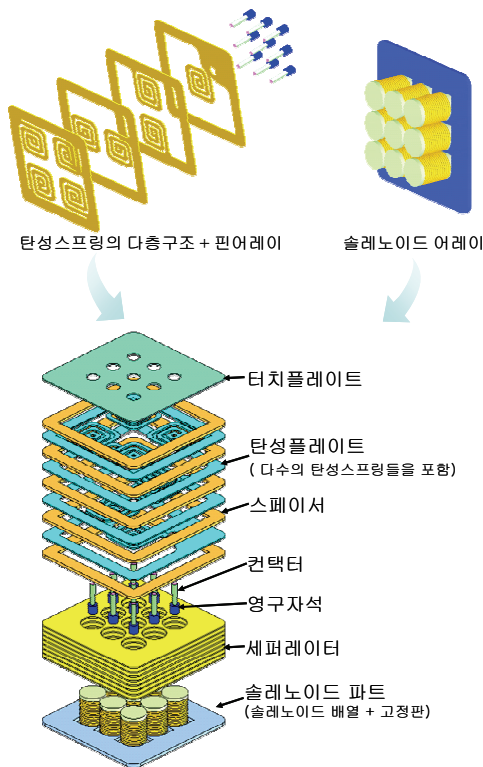 탄성스프링의 다층구조 + 핀어레이
솔레노이드 어레이
터치플레이트
탄성플레이트
( 다수의 탄성스프링들을 포함)
스페이서
컨택터
영구자석
세퍼레이터
솔레노이드 파트
(솔레노이드 배열 + 고정판)